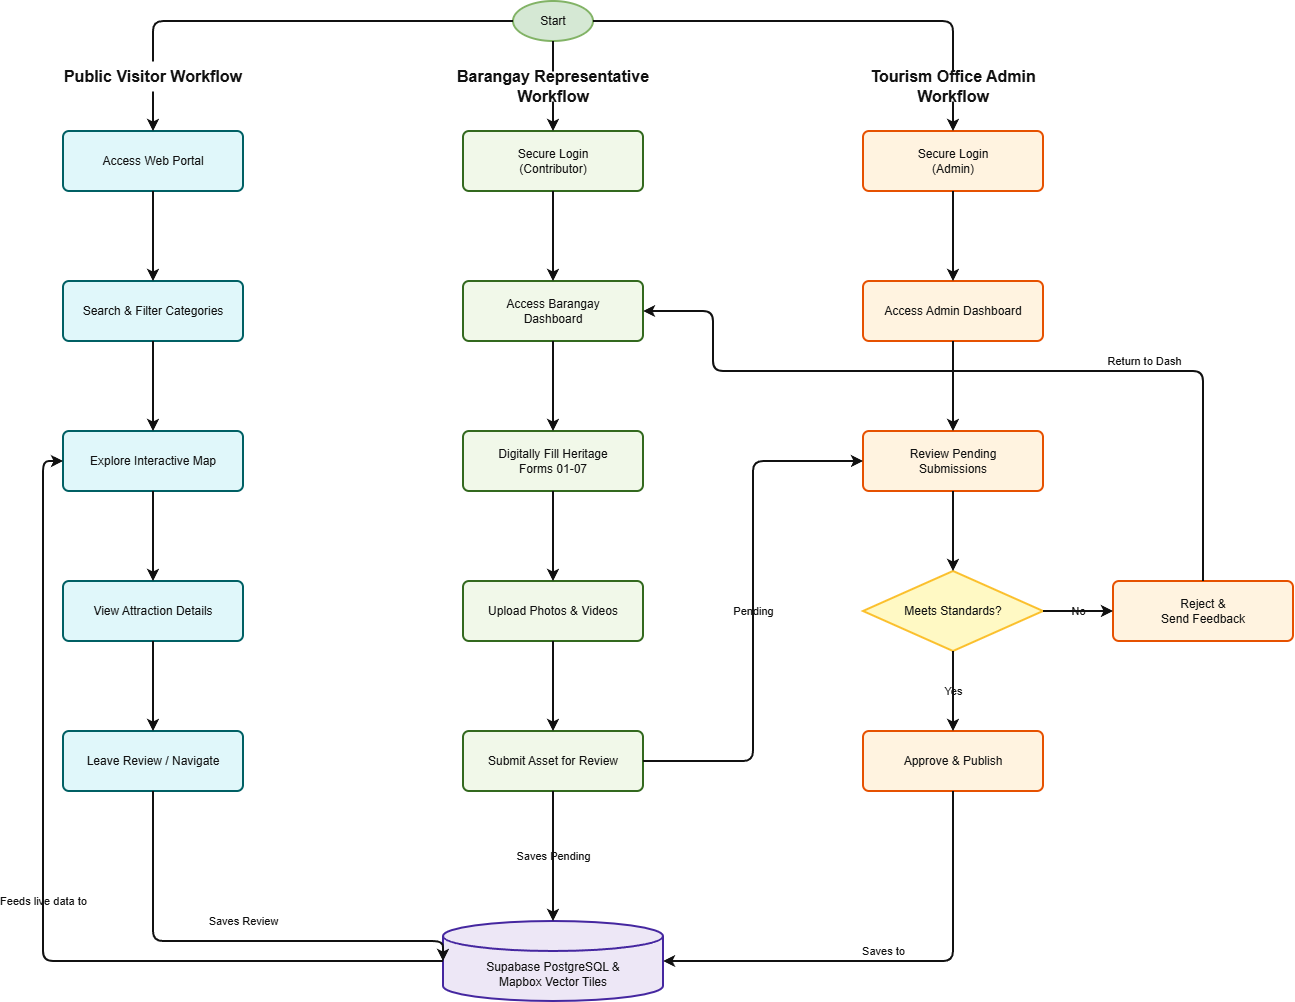 Start
Public Visitor Workflow
Barangay Representative
Workflow
Tourism Office Admin
Workflow
Access Web Portal
Secure Login
(Contributor)
Secure Login
(Admin)
Search & Filter Categories
Access Barangay
Dashboard
Access Admin Dashboard
Return to Dash
Explore Interactive Map
Digitally Fill Heritage
Forms 01-07
Review Pending
Submissions
View Attraction Details
Upload Photos & Videos
Pending
Meets Standards?
No
Reject &
Send Feedback
Yes
Leave Review / Navigate
Submit Asset for Review
Approve & Publish
Saves Pending
Feeds live data to
Saves Review
Saves to
Supabase PostgreSQL &
Mapbox Vector Tiles